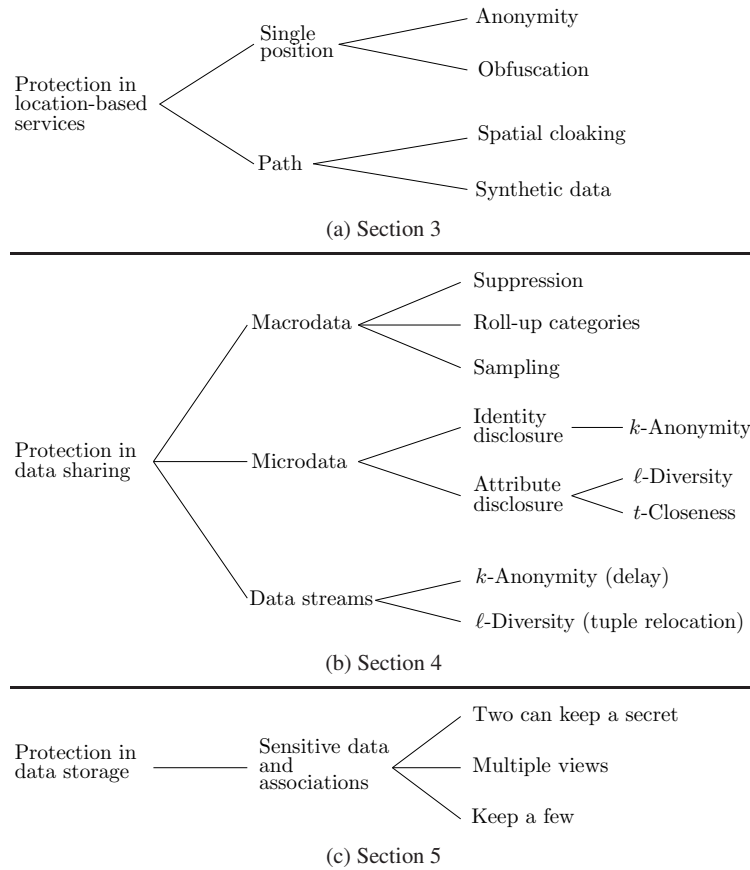 Protection in
location-based
services
Single
position
Anonymity
Obfuscation
Path
Spatial cloaking
Synthetic data
(a) Section 3
Protection in
data sharing
Macrodata
Suppression
Roll-up categories
Sampling
Microdata
Identity
disclosure
k-Anonymity
Attribute
disclosure
ℓ-Diversity
t-Closeness
Data streams
k-Anonymity (delay)
ℓ-Diversity (tuple relocation)
(b) Section 4
Protection in
data storage
Sensitive data
and
associations
Two can keep a secret
Multiple views
Keep a few
(c) Section 5